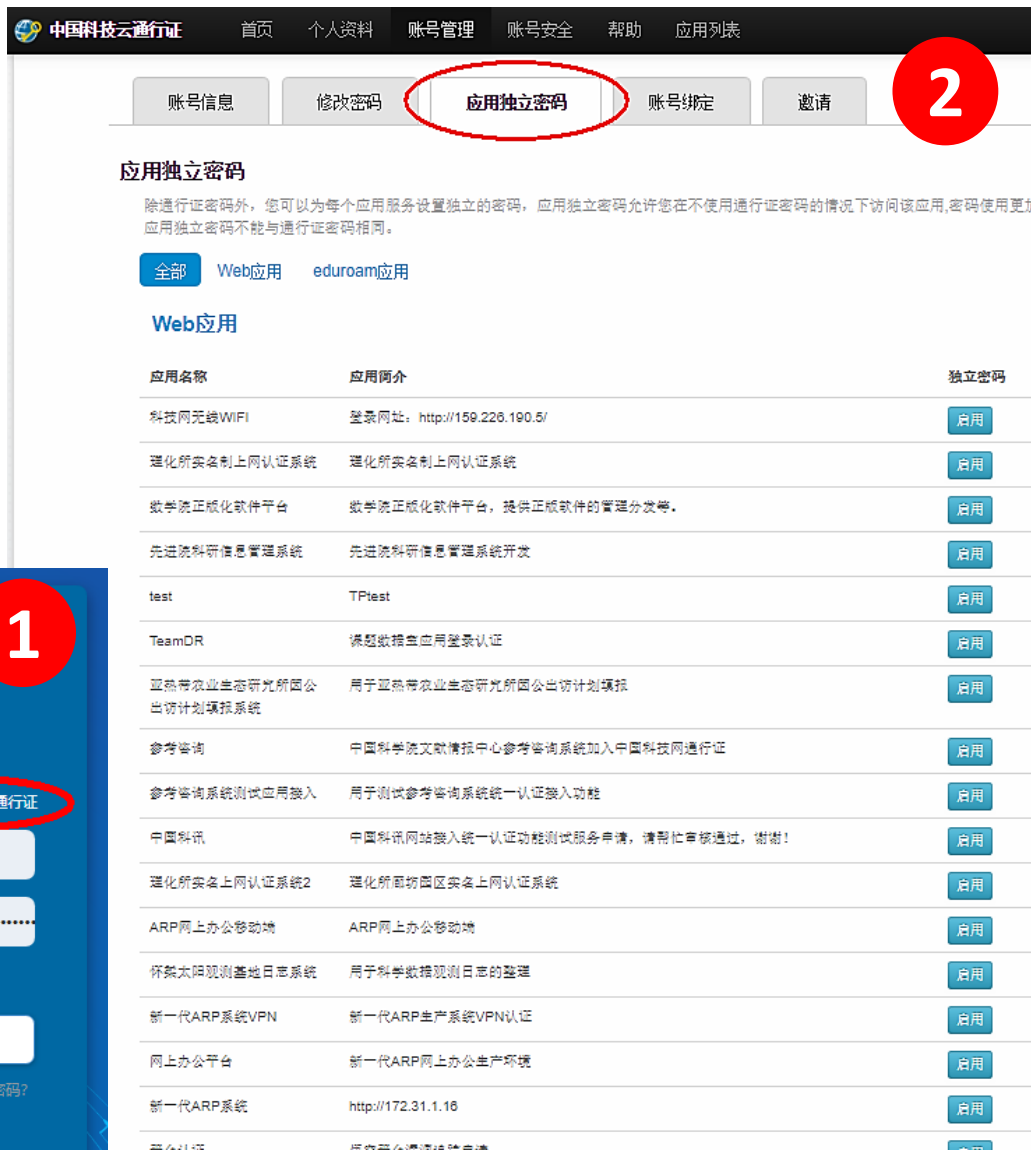 中国科技云通行证 首页 个人资料 账号管理 账号安全 帮助 应用列表
账号信息 修改密码 应用独立密码 账号绑定 邀请 2
应用独立密码
除通行证密码外，您可以为每个应用服务设置独立的密码，应用独立密码允许您在不使用通行证密码的情况下访问该应用,密码使用更
应用独立密码不能与通行证密码相同。
全部 Web应用 eduroam应用
Web应用
应用名称 应用简介 独立密码
科技网无线WIFI 登录网址：http://159.226.190.5/ 启用
理化所实名制上网认证系统 理化所实名制上网认证系统 启用
数学院正版化软件平台 数学院正版化软件平台，提供正版软件的管理分发等。 启用
先进院科研信息管理系统 先进院科研信息管理系统开发 启用
test TPtest 启用
1
TeamDR 课题数据室应用登录认证 启用
亚热带农业生态研究所因公 用于亚热带农业生态研究所因公出访计划填报 启用
出访计划填报系统
参考咨询 中国科学院文献情报中心参考咨询系统加入中国科技网通行证 启用
参考咨询系统测试应用接入 用于测试参考咨询系统统一认证接入功能 启用
通行证
中国科讯 中国科讯网站接入统一认证功能测试服务申请，请帮忙审核通过，谢谢！ 启用
理化所实名上网认证系统2 理化所廊坊园区实名上网认证系统 启用
ARP网上办公移动端 ARP网上办公移动端 启用
怀柔太阳观测基地日志系统 用于科学数据观测日志的整理 启用
新一代ARP系统VPN 新一代ARP生产系统VPN认证 启用
网上办公平台 新一代ARP网上办公生产环境 启用
密码?
新一代ARP系统 http://172.31.1.16 启用